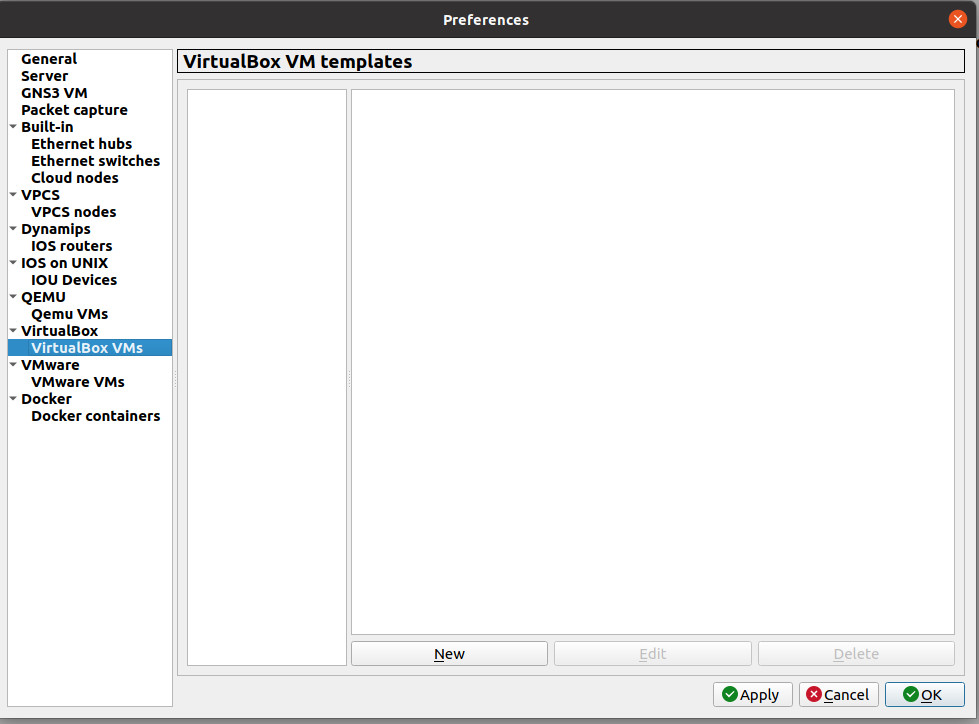 Preferences
General
Server
GNS3 VM
Packet capture
Built-in
Ethernet hubs
Ethernet switches
Cloud nodes
VPCS
VPCS nodes
Dynamips
IOS routers
IOS on UNIX
IOU Devices
QEMU
Qemu VMs
VirtualBox
VirtualBox VMs
VMware
VMware VMs
Docker
Docker containers
VirtualBox VM templates
New Edit Delete
Apply Cancel OK